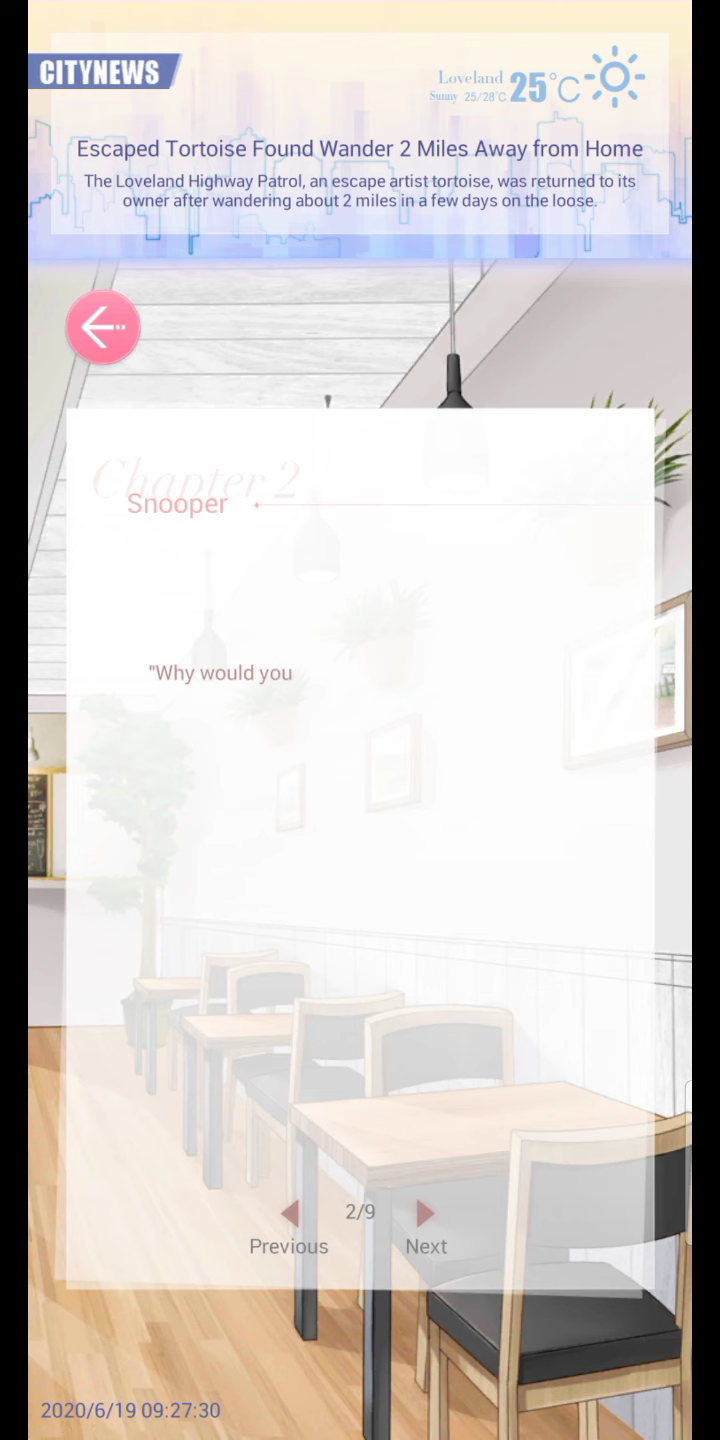 CITYNEWS
Loveland
Sunny 25/28°C 25°C
Escaped Tortoise Found Wander 2 Miles Away from Home
The Loveland Highway Patrol, an escape artist tortoise, was returned to its
owner after wandering about 2 miles in a few days on the loose.
Chapter 2
Snooper
"Why would you
2/9
Previous Next
2020/6/19 09:27:30